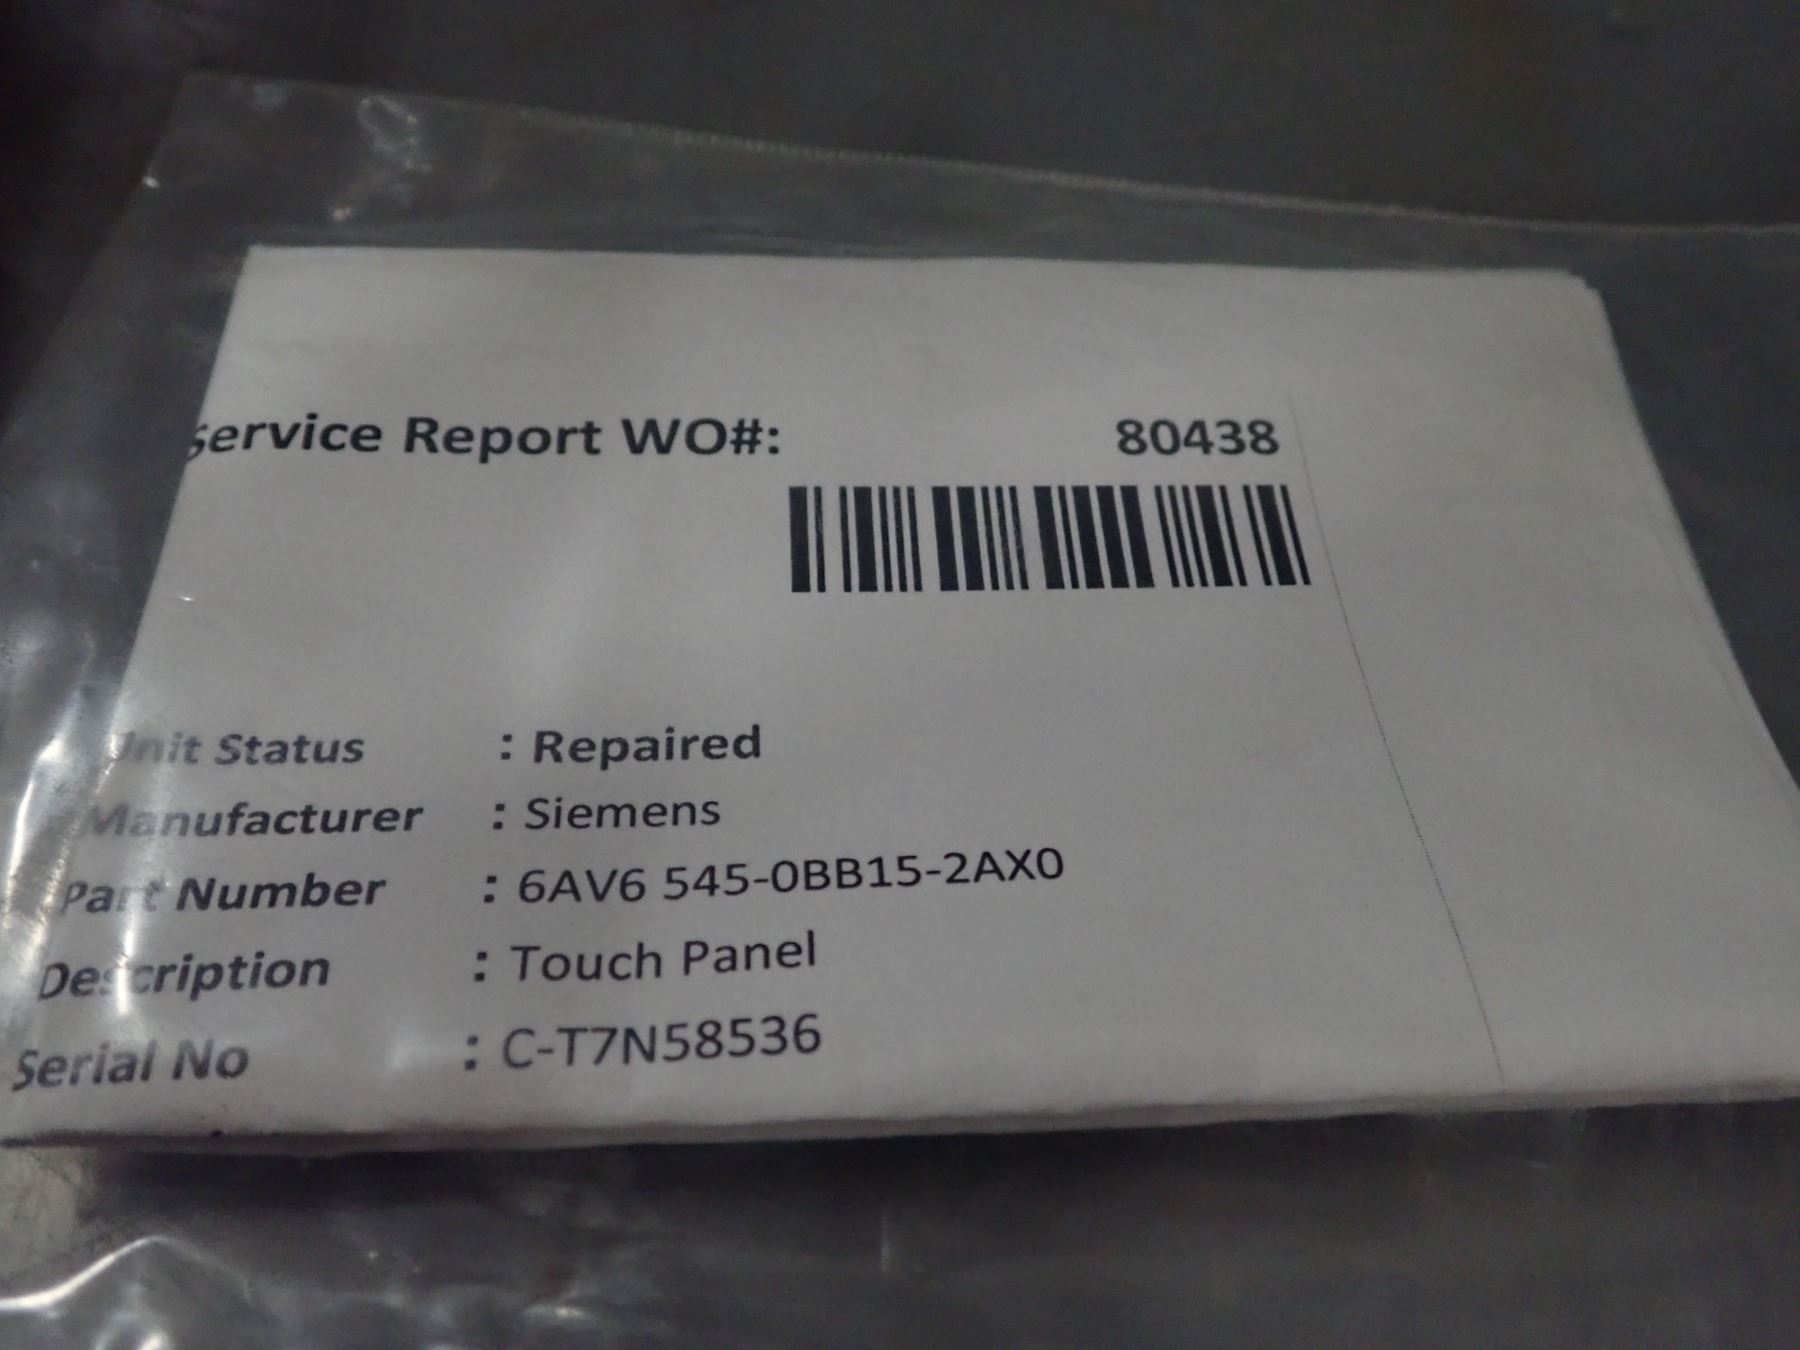 Service Report WO#: 80438
Unit Status : Repaired
Manufacturer : Siemens
Part Number : 6AV6 545-0BB15-2AX0
Description : Touch Panel
Serial No : C-T7N58536